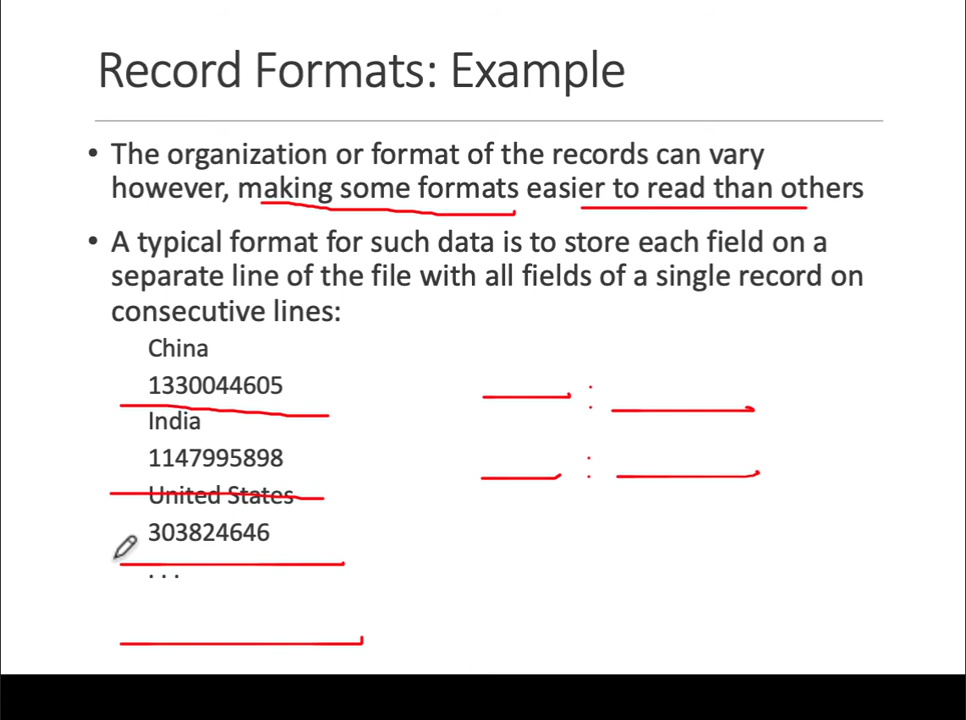 Record Formats: Example
• The organization or format of the records can vary
however, making some formats easier to read than others
• A typical format for such data is to store each field on a
separate line of the file with all fields of a single record on
consecutive lines:
China
1330044605
India
1147995898
United States
303824646
. . .